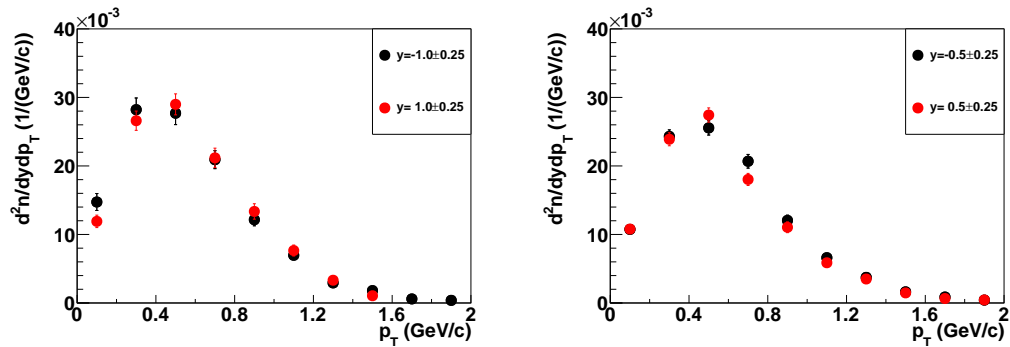 ×10⁻³
40
30
20
10
0
d²n/dydp_T (1/(GeV/c))
y=-1.0±0.25
y= 1.0±0.25
0 0.4 0.8 1.2 1.6 2
p_T (GeV/c)
×10⁻³
40
30
20
10
0
d²n/dydp_T (1/(GeV/c))
y=-0.5±0.25
y= 0.5±0.25
0 0.4 0.8 1.2 1.6 2
p_T (GeV/c)